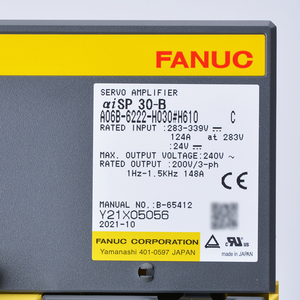 FANUC
SERVO AMPLIFIER
αiSP 30-B
A06B-6222-H030#H610 C
RATED INPUT :283-339V ⎓
124A at 283V
:24V ⎓
MAX. OUTPUT VOLTAGE:240V ~
RATED OUTPUT:200V/3-ph
1Hz-1.5KHz 148A
MANUAL NO.:B-65412
Y21X05056
2021-10
FANUC CORPORATION
Yamanashi 401-0597 JAPAN
CE
c UL US
made in JAPAN